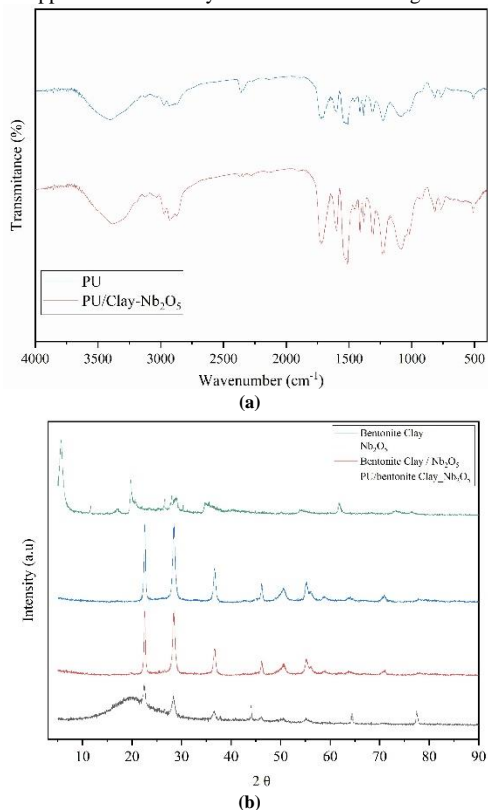 Transmitance (%)
PU
PU/Clay-Nb₂O₅
4000 3500 3000 2500 2000 1500 1000 500
Wavenumber (cm⁻¹)
(a)
Bentonite Clay
Nb₂O₅
Bentonite Clay / Nb₂O₅
PU/bentonite Clay_Nb₂O₅
Intensity (a.u)
10 20 30 40 50 60 70 80 90
2 θ
(b)